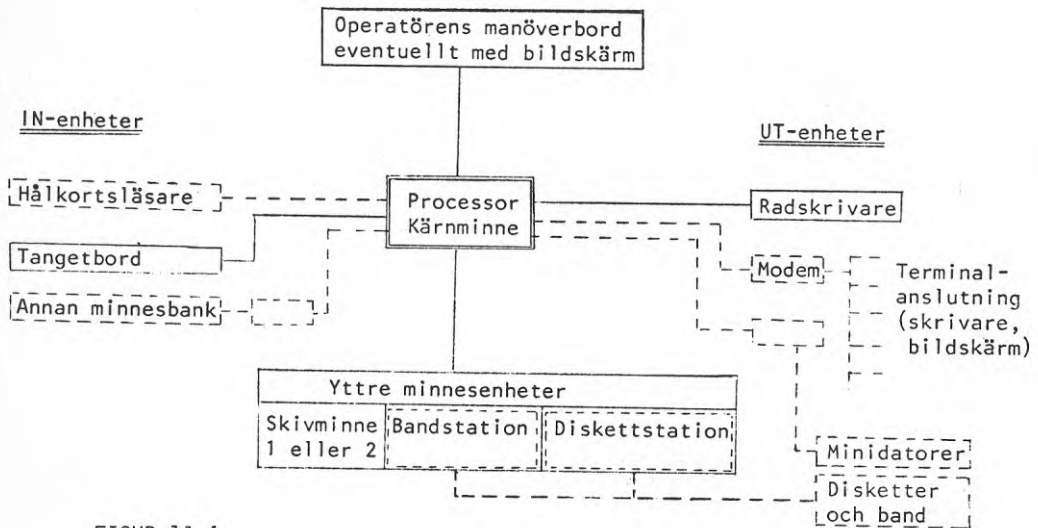 Operatörens manöverbord
eventuellt med bildskärm
IN-enheter
UT-enheter
Hålkortsläsare
Processor
Kärnminne
Radskrivare
Tangetbord
Annan minnesbank
Modem
Terminal-
anslutning
(skrivare,
bildskärm)
Yttre minnesenheter
Skivminne
1 eller 2
Bandstation
Diskettstation
Minidatorer
Disketter
och band